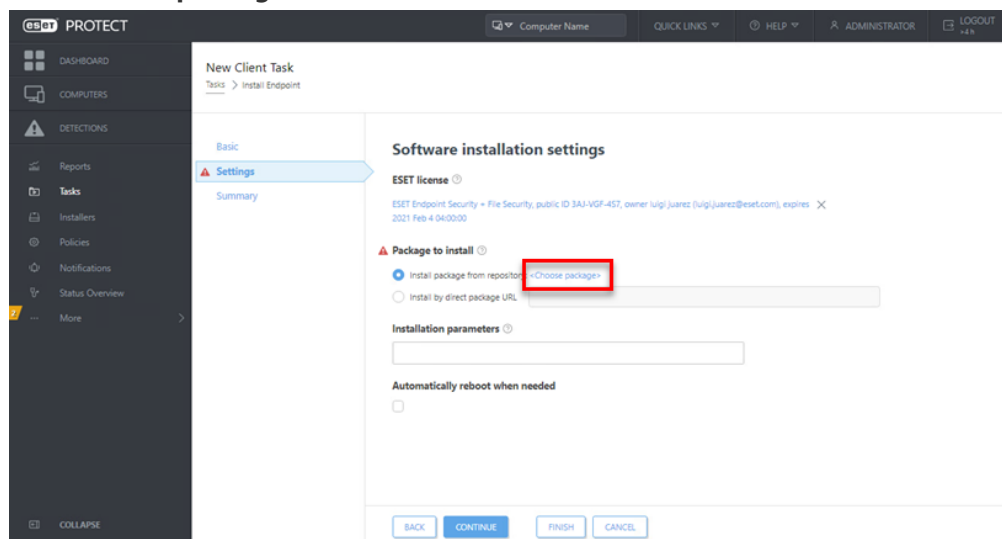 eset PROTECT
Computer Name
QUICK LINKS
HELP
ADMINISTRATOR
LOGOUT
>4 h
DASHBOARD
COMPUTERS
DETECTIONS
Reports
Tasks
Installers
Policies
Notifications
Status Overview
More
COLLAPSE
New Client Task
Tasks > Install Endpoint
Basic
Settings
Summary
Software installation settings
ESET license
ESET Endpoint Security + File Security, public ID 3AJ-VGF-457, owner luigi juarez (luigi.juarez@eset.com), expires
2021 Feb 4 04:00:00
Package to install
Install package from repository <Choose package>
Install by direct package URL
Installation parameters
Automatically reboot when needed
BACK CONTINUE FINISH CANCEL